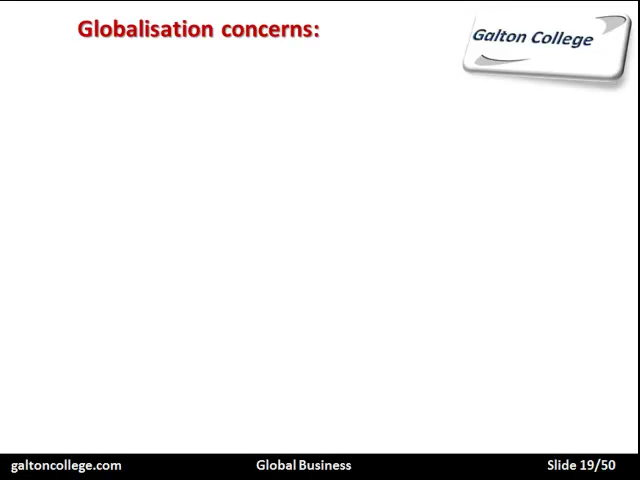 Globalisation concerns:
Galton College
galtoncollege.com
Global Business
Slide 19/50